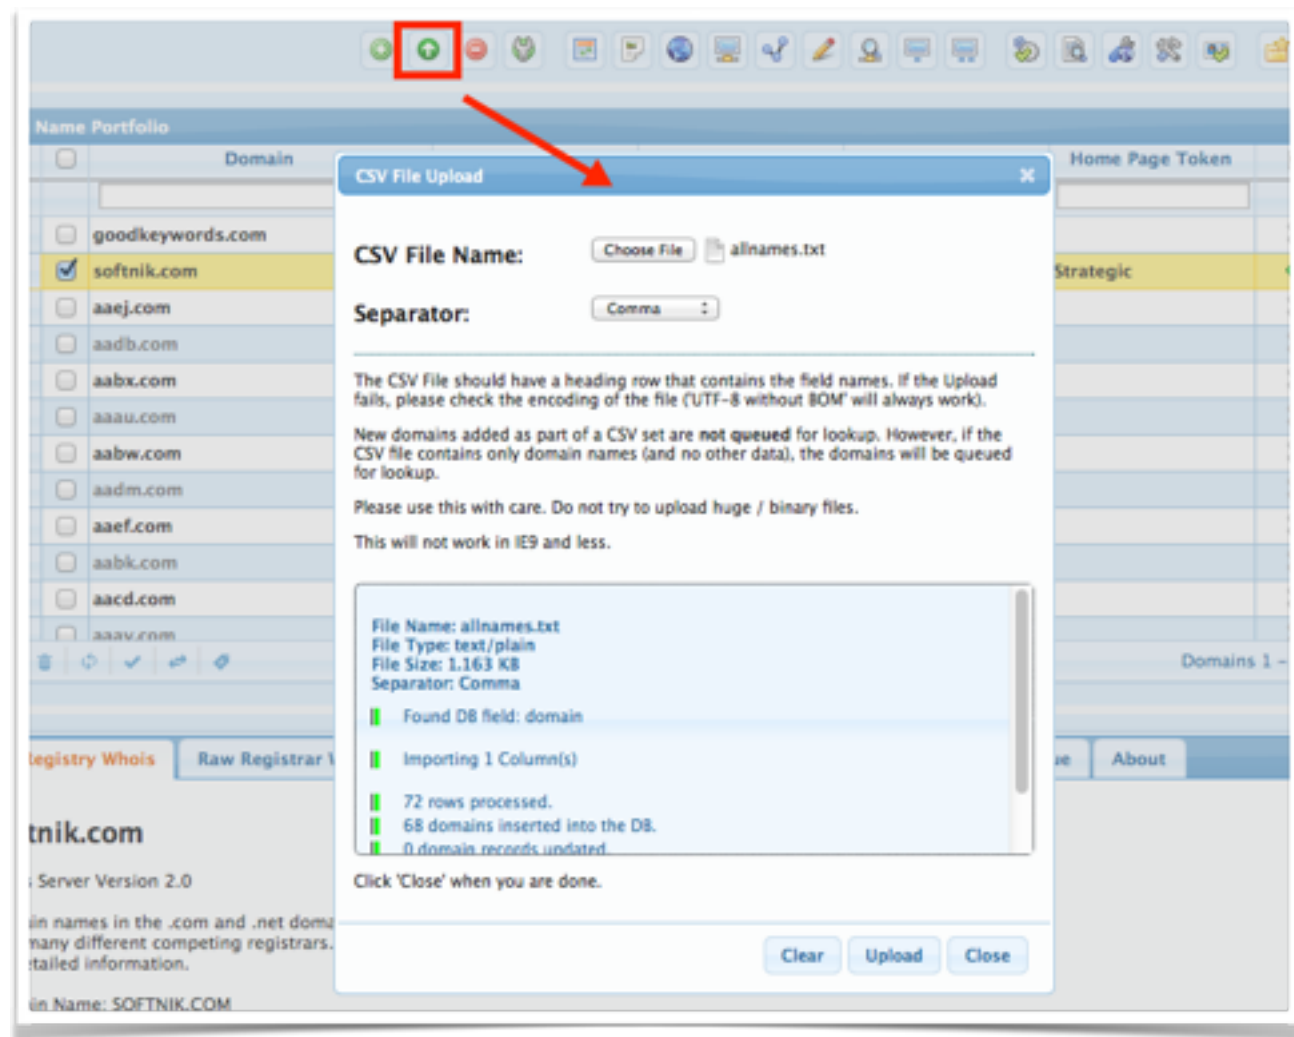 Name Portfolio
Domain
Home Page Token
goodkeywords.com
softnik.com
Strategic
aaej.com
aadb.com
aabx.com
aaau.com
aabw.com
aadm.com
aaef.com
aabk.com
aacd.com
aaav.com
Domains 1 –
CSV File Upload
CSV File Name:
Choose File
allnames.txt
Separator:
Comma
The CSV File should have a heading row that contains the field names. If the Upload
fails, please check the encoding of the file ('UTF-8 without BOM' will always work).
New domains added as part of a CSV set are not queued for lookup. However, if the
CSV file contains only domain names (and no other data), the domains will be queued
for lookup.
Please use this with care. Do not try to upload huge / binary files.
This will not work in IE9 and less.
File Name: allnames.txt
File Type: text/plain
File Size: 1.163 KB
Separator: Comma
Found DB field: domain
Importing 1 Column(s)
72 rows processed.
68 domains inserted into the DB.
0 domain records updated.
Click 'Close' when you are done.
Clear
Upload
Close
Whois
Raw Registrar
About
tnik.com
Server Version 2.0
names in the .com and .net
many different competing registrars.
information.
Name: SOFTNIK.COM